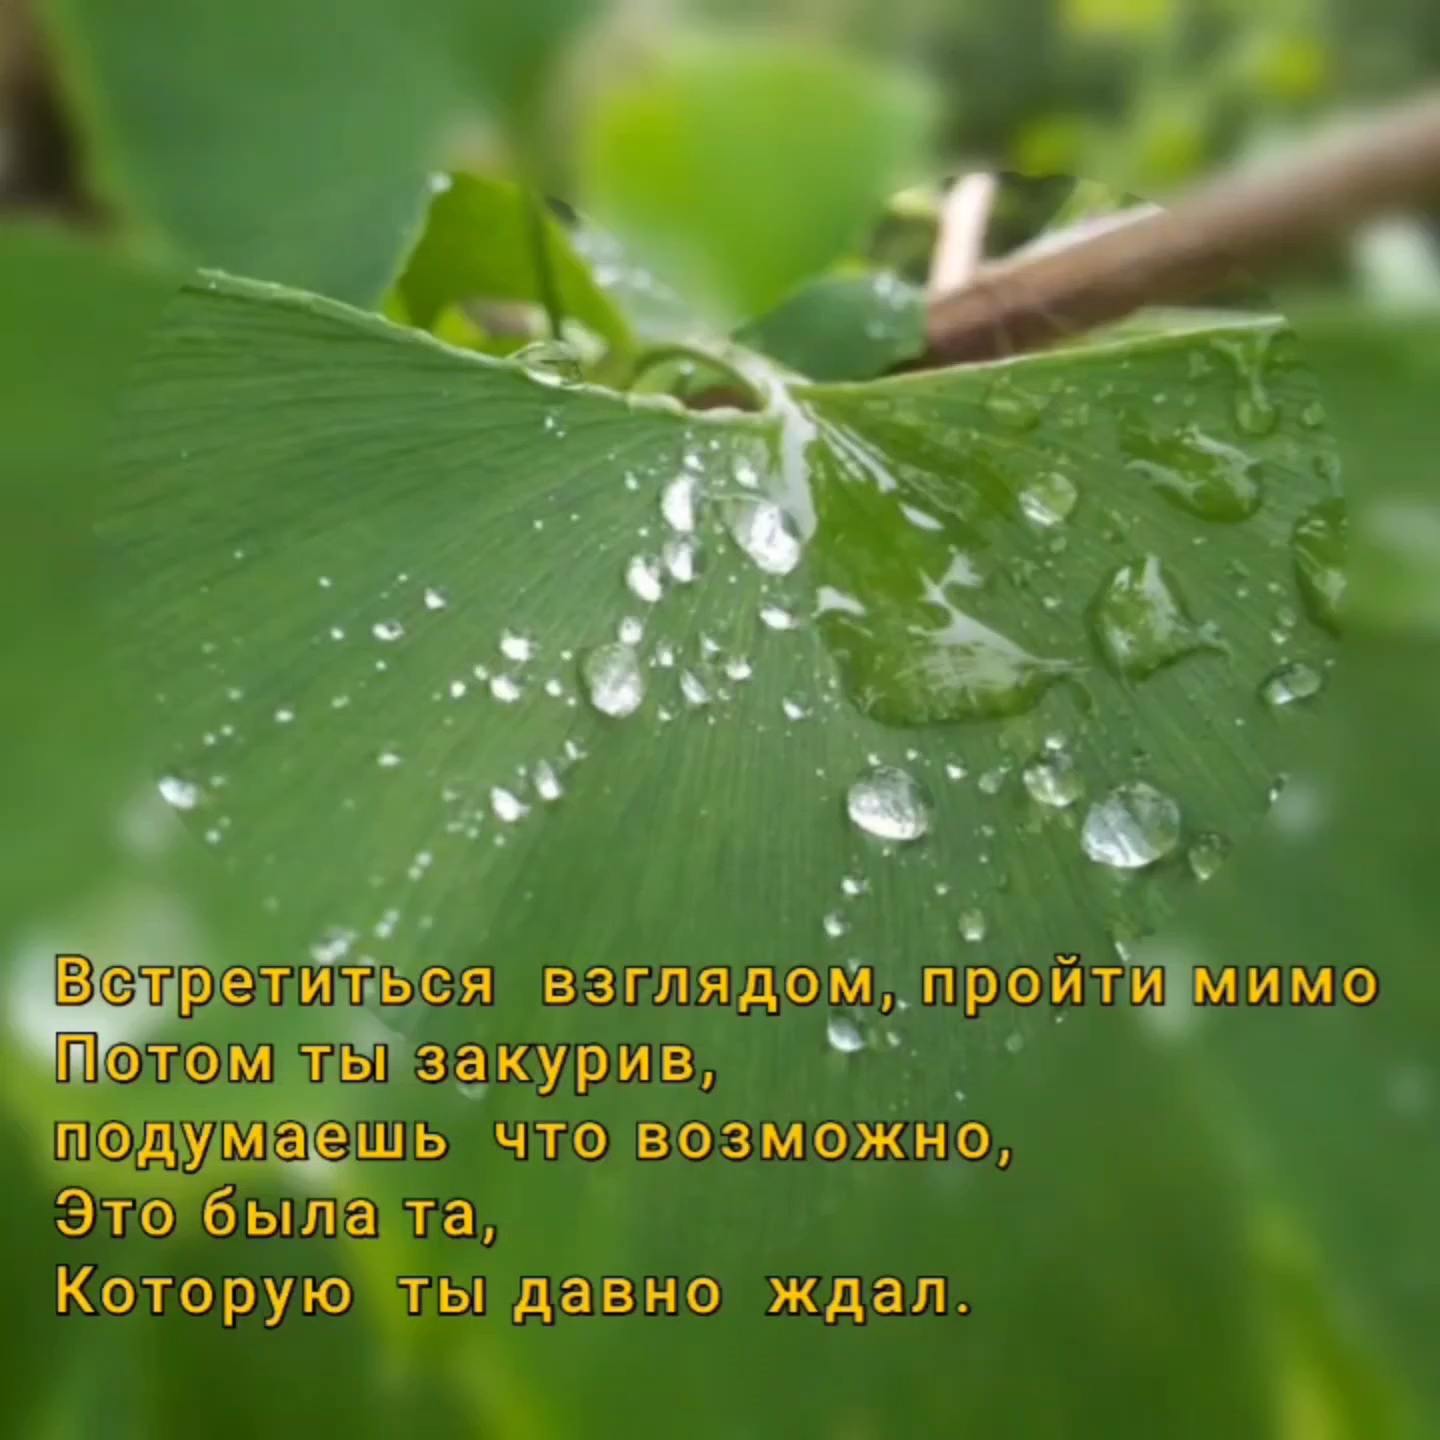 Встретиться взглядом, пройти мимо
Потом ты закурив,
подумаешь что возможно,
Это была та,
Которую ты давно ждал.